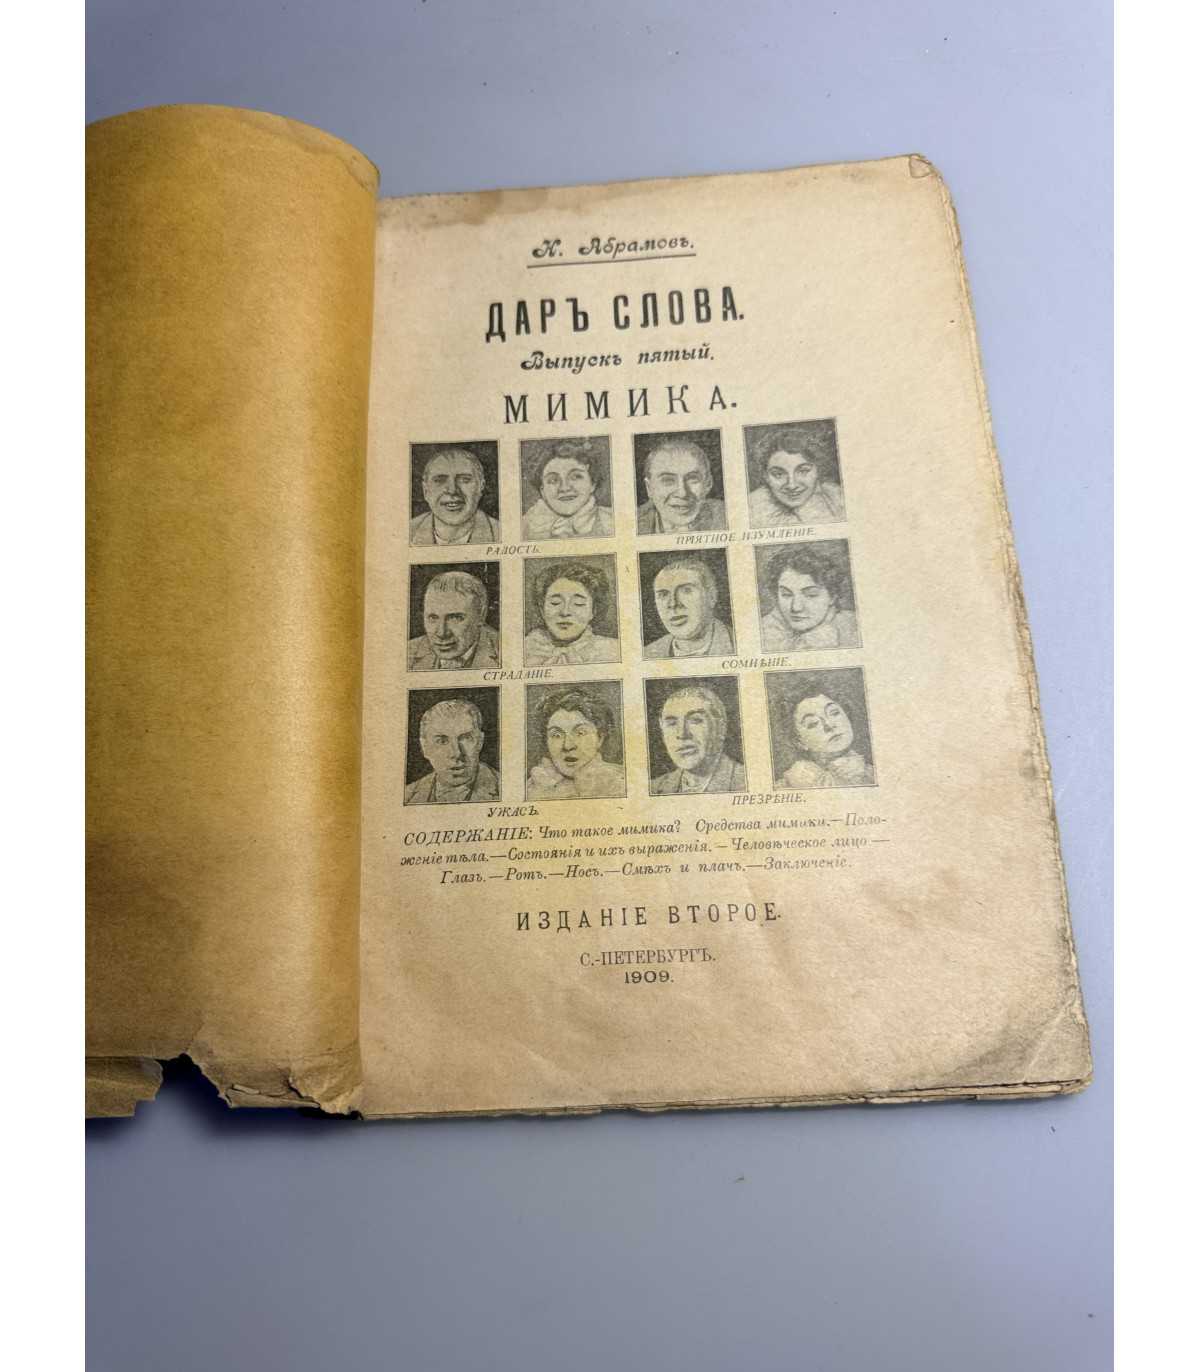 Н. Абрамовъ.
ДАРЪ СЛОВА.
Выпускъ пятый.
МИМИКА.
РАДОСТЬ.
ПРІЯТНОЕ ИЗУМЛЕНІЕ.
СТРАДАНІЕ.
СОМНѢНІЕ.
УЖАСЪ.
ПРЕЗРѢНІЕ.
СОДЕРЖАНІЕ: Что такое мимика? Средства мимики.—Поло-
женіе тѣла.—Состоянія и ихъ выраженія.—Человѣческое лицо—
Глазъ.—Ротъ.—Носъ.—Смѣхъ и плачъ.—Заключеніе.
ИЗДАНІЕ ВТОРОЕ.
С.-ПЕТЕРБУРГЪ.
1909.